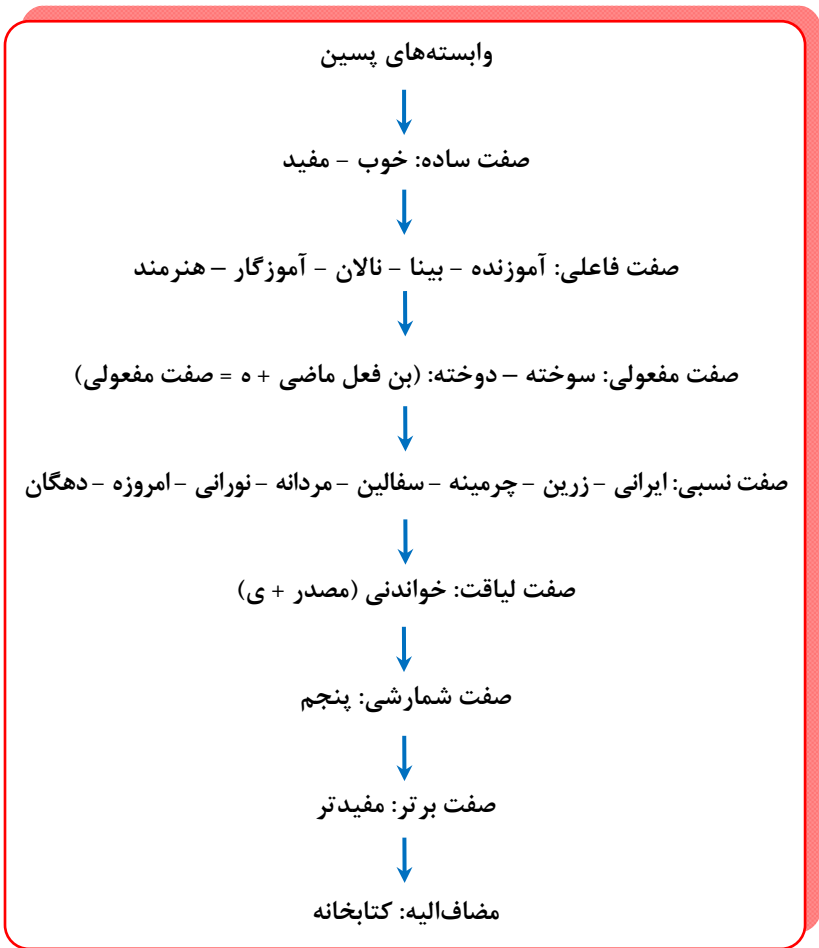 وابسته‌های پسین
صفت ساده: خوب - مفید
صفت فاعلی: آموزنده - بینا - نالان - آموزگار – هنرمند
صفت مفعولی: سوخته – دوخته: (بن فعل ماضی + ه = صفت مفعولی)
صفت نسبی: ایرانی - زرین - چرمینه - سفالین - مردانه - نورانی - امروزه - دهگان
صفت لیاقت: خواندنی (مصدر + ی)
صفت شمارشی: پنجم
صفت برتر: مفیدتر
مضاف‌الیه: کتابخانه